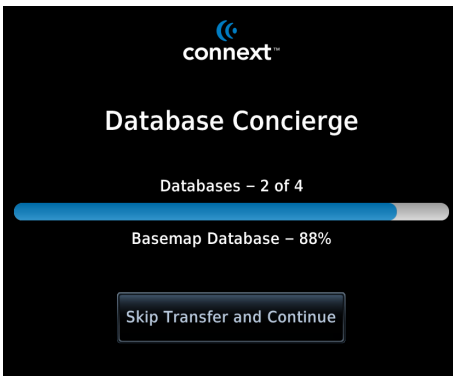 connext™
Database Concierge
Databases – 2 of 4
Basemap Database – 88%
Skip Transfer and Continue